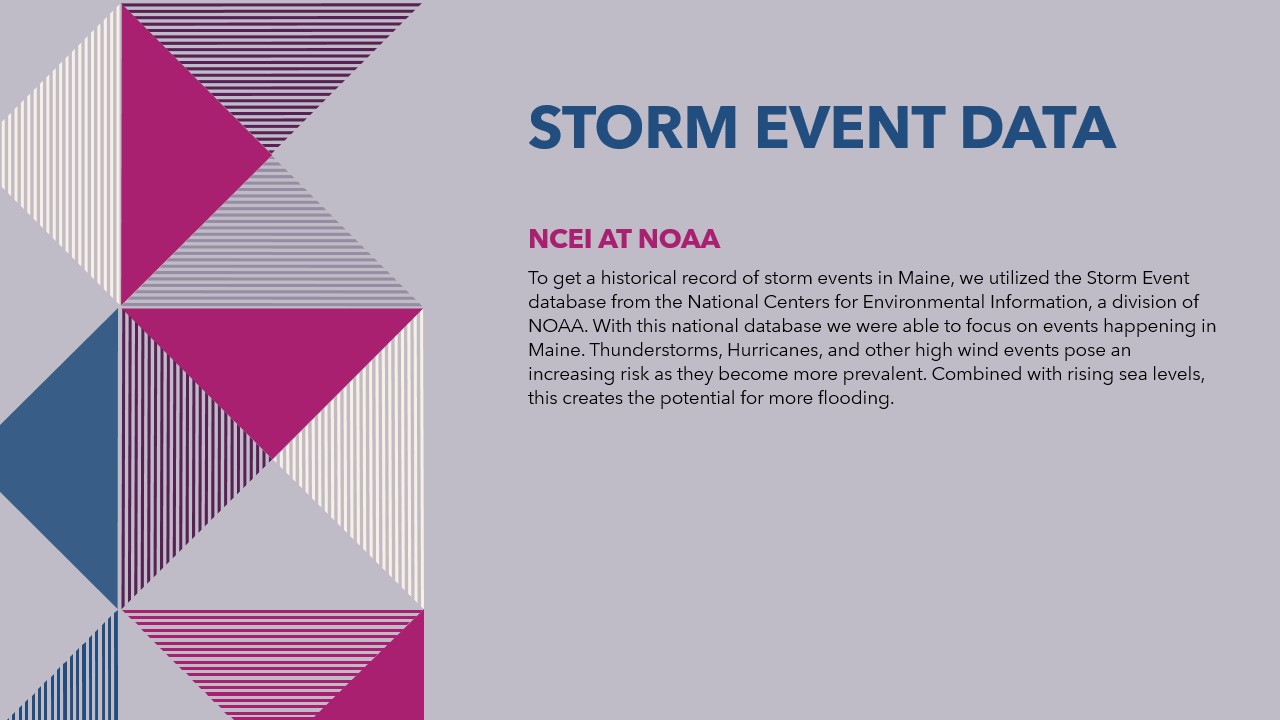 STORM EVENT DATA
NCEI AT NOAA
To get a historical record of storm events in Maine, we utilized the Storm Event
database from the National Centers for Environmental Information, a division of
NOAA. With this national database we were able to focus on events happening in
Maine. Thunderstorms, Hurricanes, and other high wind events pose an
increasing risk as they become more prevalent. Combined with rising sea levels,
this creates the potential for more flooding.